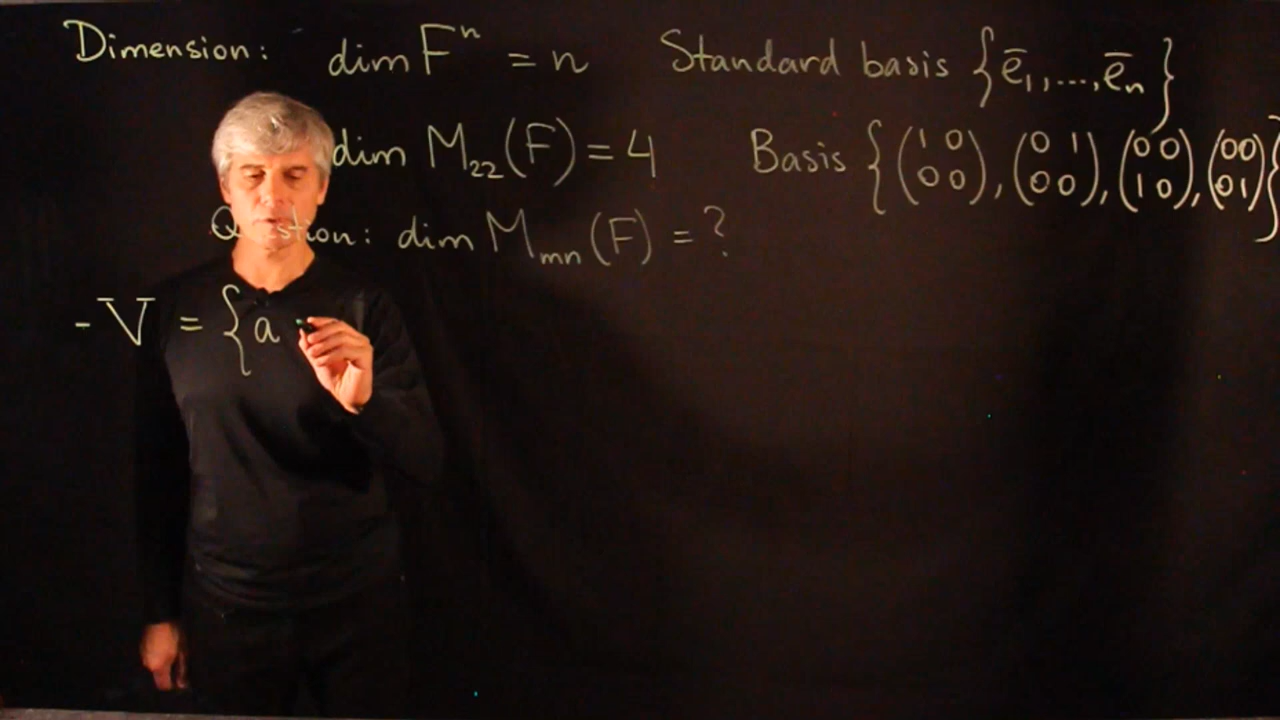 Dimension: dim Fⁿ = n Standard basis {ē₁, ..., ēₙ}
dim M₂₂(F) = 4 Basis {(1 0 / 0 0), (0 1 / 0 0), (0 0 / 1 0), (0 0 / 0 1)}
Question: dim Mₘₙ(F) = ?
- V = {a